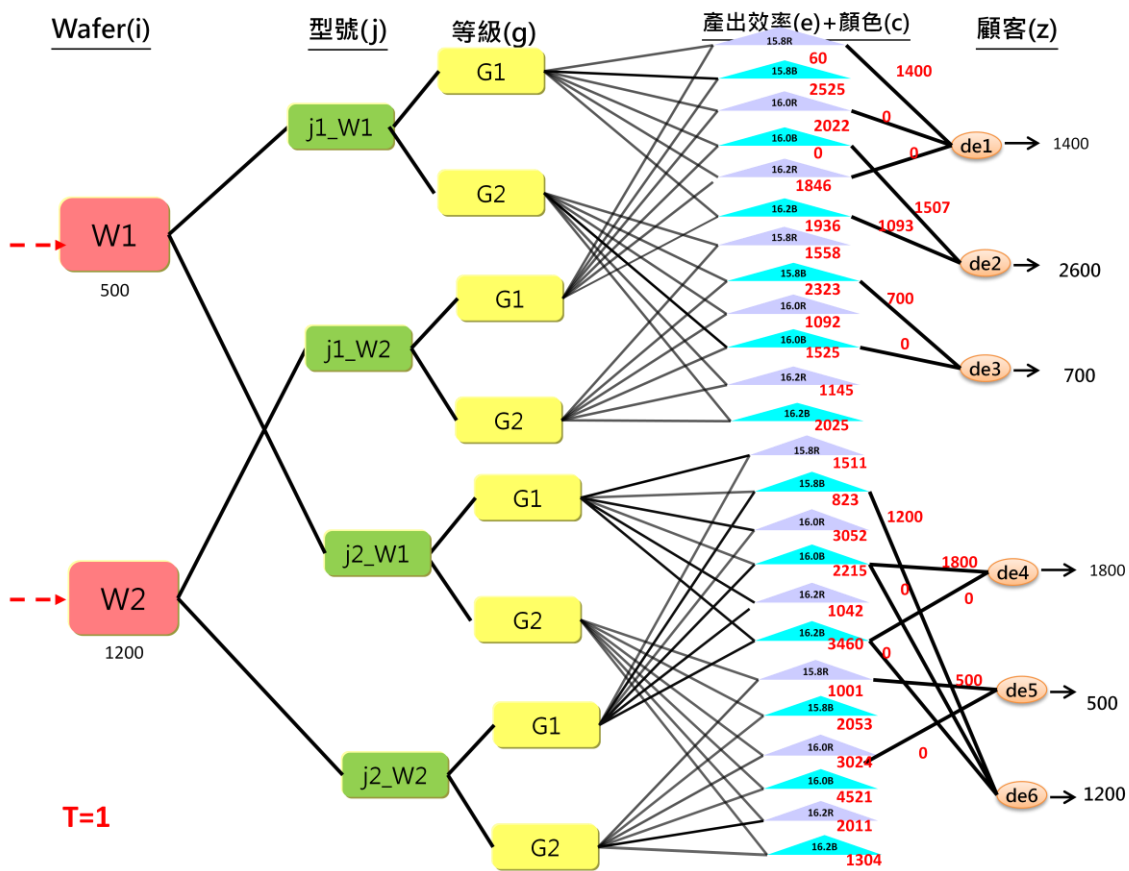 Wafer(i)
型號(j)
等級(g)
產出效率(e)+顏色(c)
顧客(z)
W1
500
W2
1200
T=1
j1_W1
j1_W2
j2_W1
j2_W2
G1
G2
G1
G2
G1
G2
G1
G2
15.8R
60
15.8B
2525
16.0R
2022
16.0B
0
16.2R
1846
16.2B
1936
15.8R
1558
15.8B
2323
16.0R
1092
16.0B
1525
16.2R
1145
16.2B
2025
15.8R
1511
15.8B
823
16.0R
3052
16.0B
2215
16.2R
1042
16.2B
3460
15.8R
1001
15.8B
2053
16.0R
3024
16.0B
4521
16.2R
2011
16.2B
1304
1400
0
0
1507
1093
700
0
1200
1800
0
0
0
500
0
de1
1400
de2
2600
de3
700
de4
1800
de5
500
de6
1200